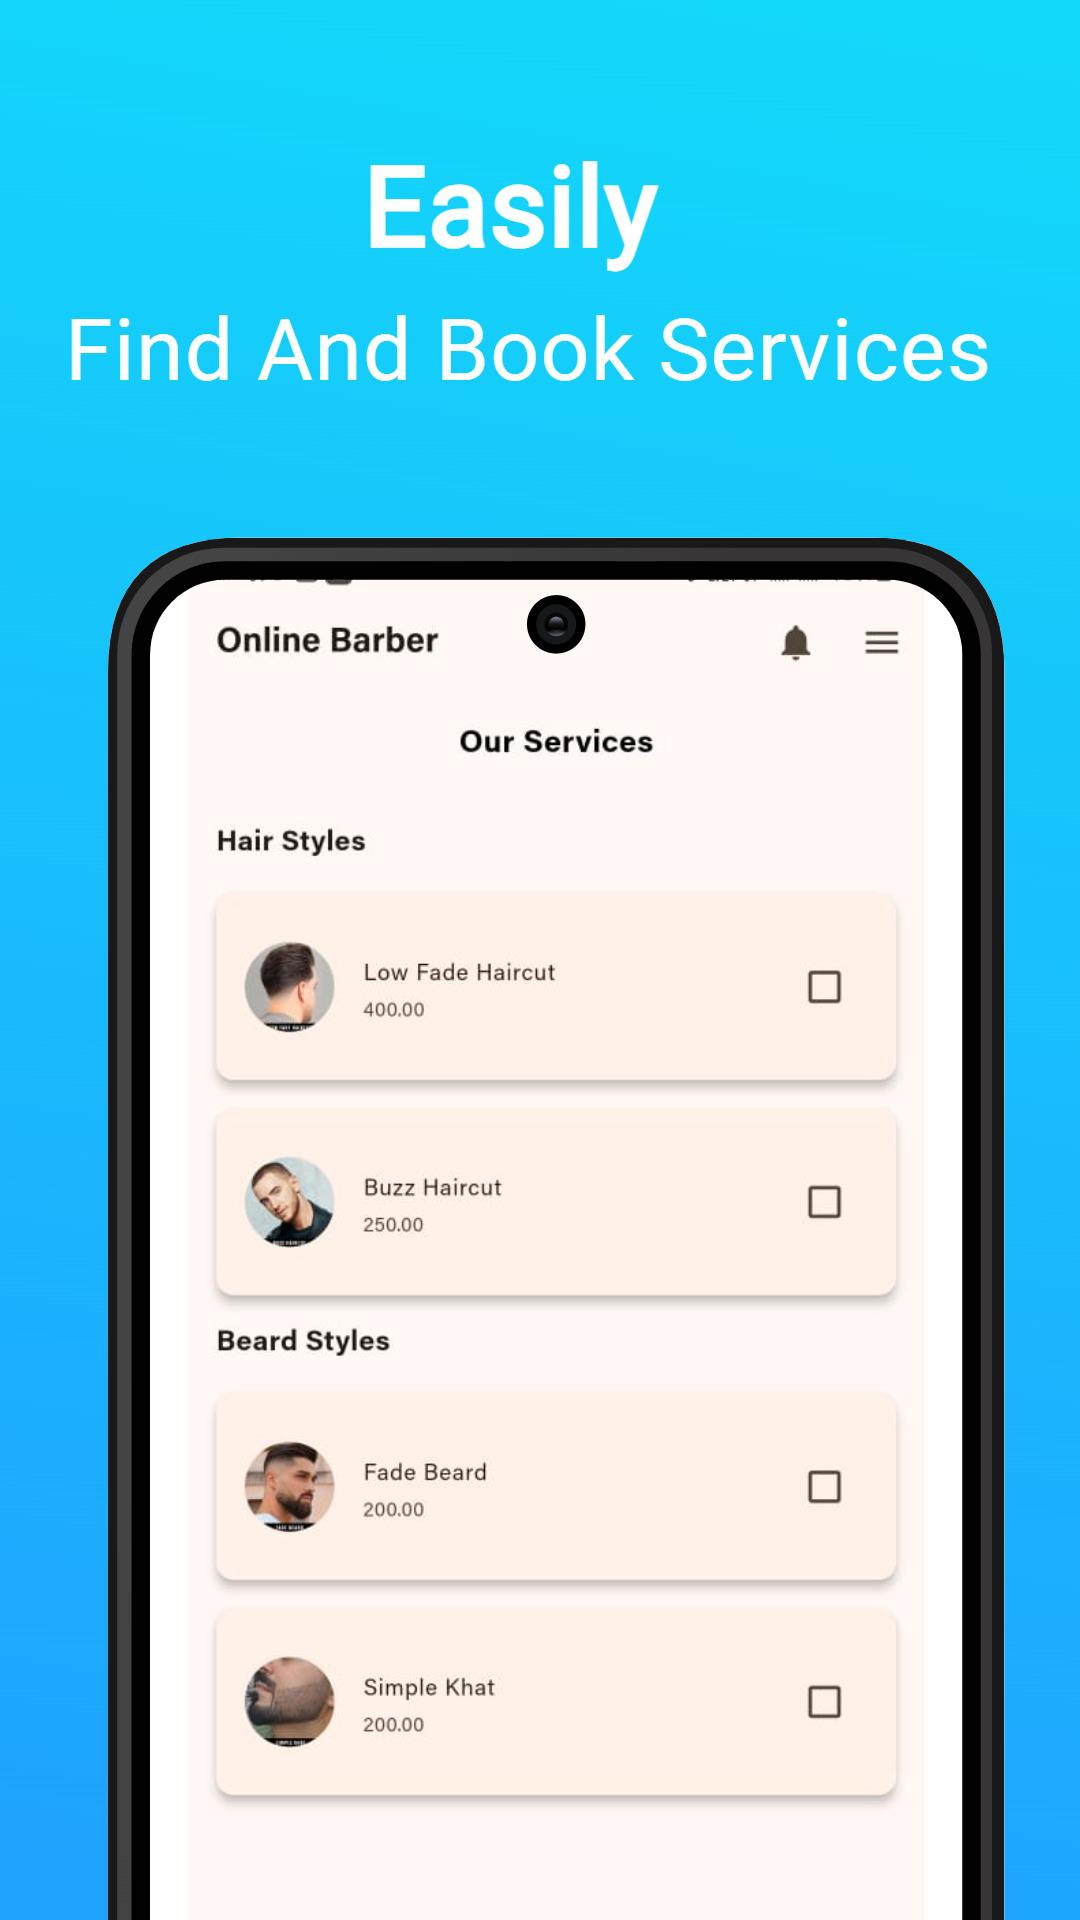 Easily
Find And Book Services
Online Barber
Our Services
Hair Styles
Low Fade Haircut
400.00
Buzz Haircut
250.00
Beard Styles
Fade Beard
200.00
Simple Khat
200.00